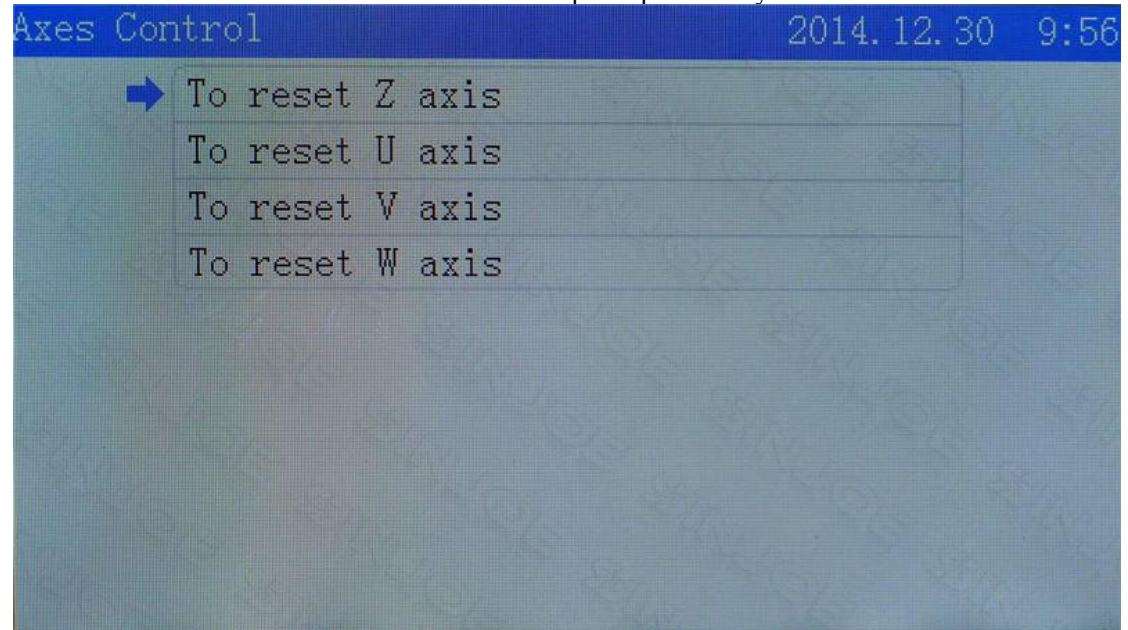 Axes Control 2014.12.30 9:56
To reset Z axis
To reset U axis
To reset V axis
To reset W axis